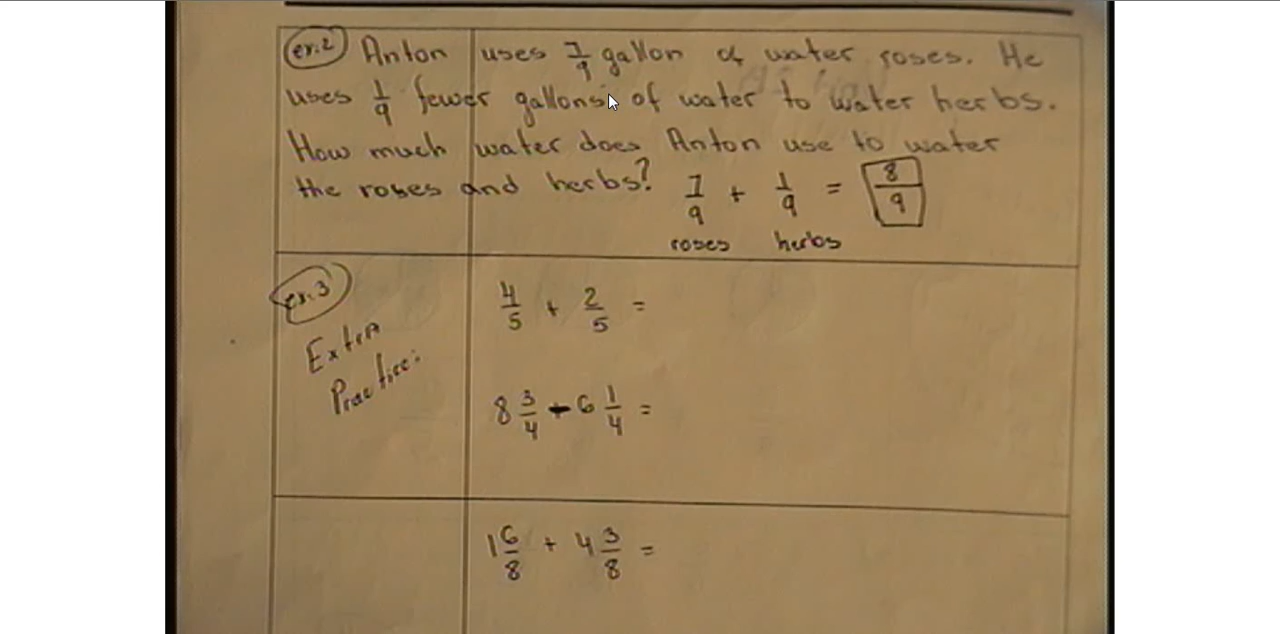 ex.2 Anton uses 7/9 gallon of water roses. He
uses 1/9 fewer gallons of water to water herbs.
How much water does Anton use to water
the roses and herbs? 7/9 + 1/9 = 8/9
roses herbs
ex.3
Extra
Practice:
4/5 + 2/5 =
8 3/4 - 6 1/4 =
1 6/8 + 4 3/8 =